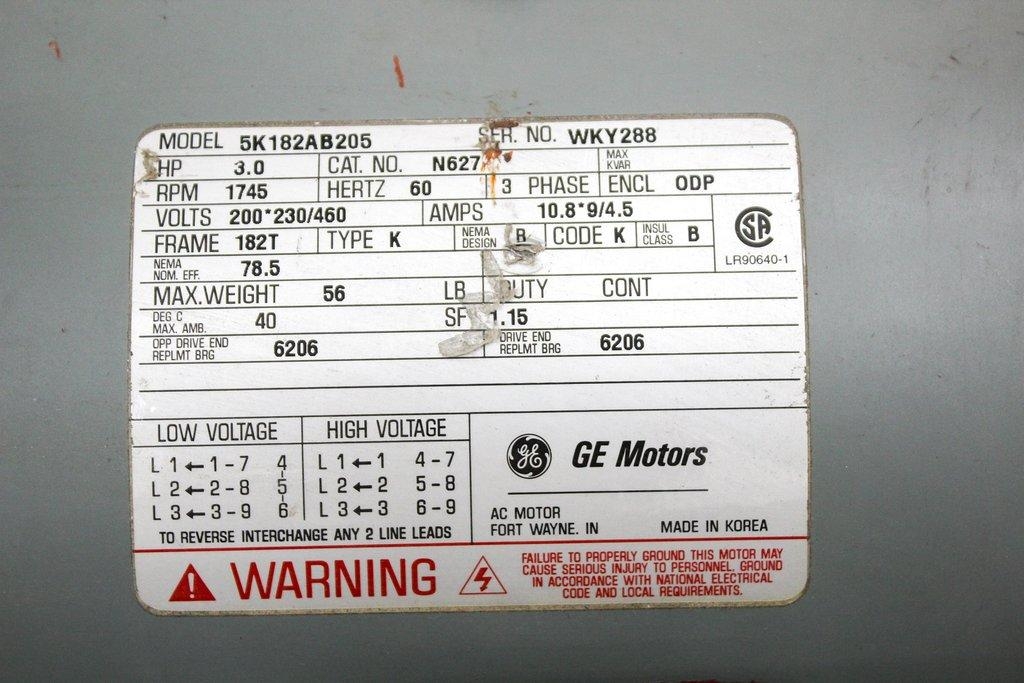 MODEL 5K182AB205 SER. NO. WKY288
HP 3.0 CAT. NO. N627 MAX KVAR
RPM 1745 HERTZ 60 3 PHASE ENCL ODP
VOLTS 200*230/460 AMPS 10.8*9/4.5
FRAME 182T TYPE K NEMA DESIGN B CODE K INSUL CLASS B
SA
LR90640-1
NEMA NOM. EFF. 78.5
MAX.WEIGHT 56 LB DUTY CONT
DEG C MAX. AMB. 40 SF 1.15
OPP DRIVE END REPLMT BRG 6206 DRIVE END REPLMT BRG 6206
LOW VOLTAGE HIGH VOLTAGE
L 1←1-7 4 L 1←1 4-7
L 2←2-8 5 L 2←2 5-8
L 3←3-9 6 L 3←3 6-9
TO REVERSE INTERCHANGE ANY 2 LINE LEADS
GE GE Motors
AC MOTOR
FORT WAYNE. IN MADE IN KOREA
WARNING
FAILURE TO PROPERLY GROUND THIS MOTOR MAY
CAUSE SERIOUS INJURY TO PERSONNEL. GROUND
IN ACCORDANCE WITH NATIONAL ELECTRICAL
CODE AND LOCAL REQUIREMENTS.